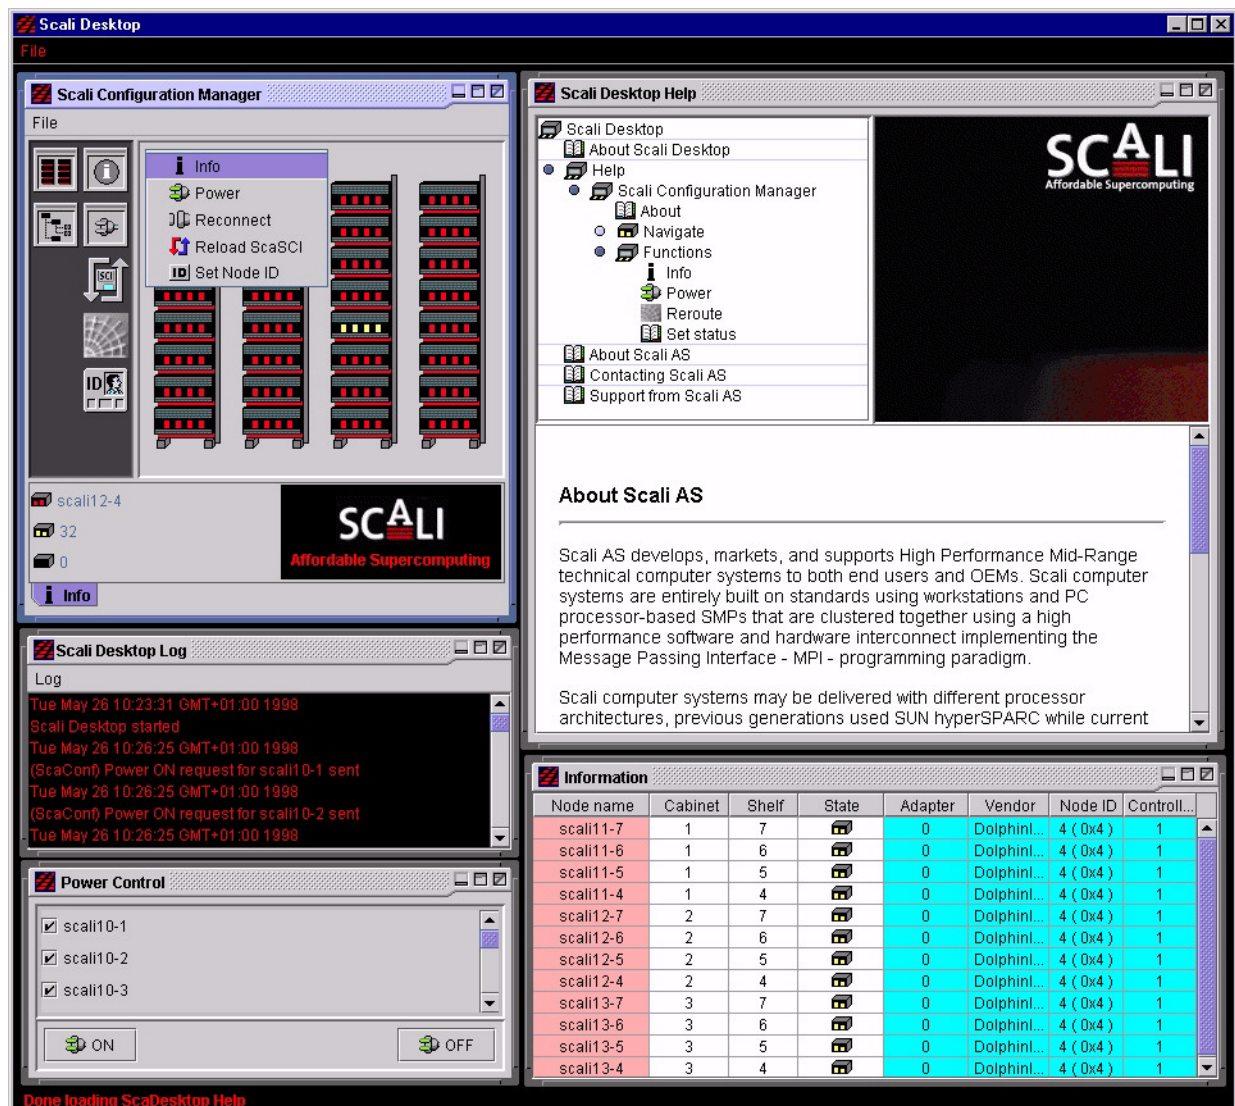 Scali Desktop
File
Scali Configuration Manager
File
Info
Power
Reconnect
Reload ScaSCI
ID Set Node ID
SCI
ID
scali12-4
32
0
SCALI
Affordable Supercomputing
Info
Scali Desktop Log
Log
Tue May 26 10:23:31 GMT+01:00 1998
Scali Desktop started
Tue May 26 10:26:25 GMT+01:00 1998
(ScaConf) Power ON request for scali10-1 sent
Tue May 26 10:26:25 GMT+01:00 1998
(ScaConf) Power ON request for scali10-2 sent
Tue May 26 10:26:25 GMT+01:00 1998
Power Control
scali10-1
scali10-2
scali10-3
ON OFF
Scali Desktop Help
Scali Desktop
About Scali Desktop
Help
Scali Configuration Manager
About
Navigate
Functions
Info
Power
Reroute
Set status
About Scali AS
Contacting Scali AS
Support from Scali AS
SCALI
Affordable Supercomputing
About Scali AS
Scali AS develops, markets, and supports High Performance Mid-Range
technical computer systems to both end users and OEMs. Scali computer
systems are entirely built on standards using workstations and PC
processor-based SMPs that are clustered together using a high
performance software and hardware interconnect implementing the
Message Passing Interface - MPI - programming paradigm.
Scali computer systems may be delivered with different processor
architectures, previous generations used SUN hyperSPARC while current
Information
Node name Cabinet Shelf State Adapter Vendor Node ID Controll...
scali11-7 1 7 0 Dolphinl... 4 ( 0x4 ) 1
scali11-6 1 6 0 Dolphinl... 4 ( 0x4 ) 1
scali11-5 1 5 0 Dolphinl... 4 ( 0x4 ) 1
scali11-4 1 4 0 Dolphinl... 4 ( 0x4 ) 1
scali12-7 2 7 0 Dolphinl... 4 ( 0x4 ) 1
scali12-6 2 6 0 Dolphinl... 4 ( 0x4 ) 1
scali12-5 2 5 0 Dolphinl... 4 ( 0x4 ) 1
scali12-4 2 4 0 Dolphinl... 4 ( 0x4 ) 1
scali13-7 3 7 0 Dolphinl... 4 ( 0x4 ) 1
scali13-6 3 6 0 Dolphinl... 4 ( 0x4 ) 1
scali13-5 3 5 0 Dolphinl... 4 ( 0x4 ) 1
scali13-4 3 4 0 Dolphinl... 4 ( 0x4 ) 1
Done loading ScaDesktop Help